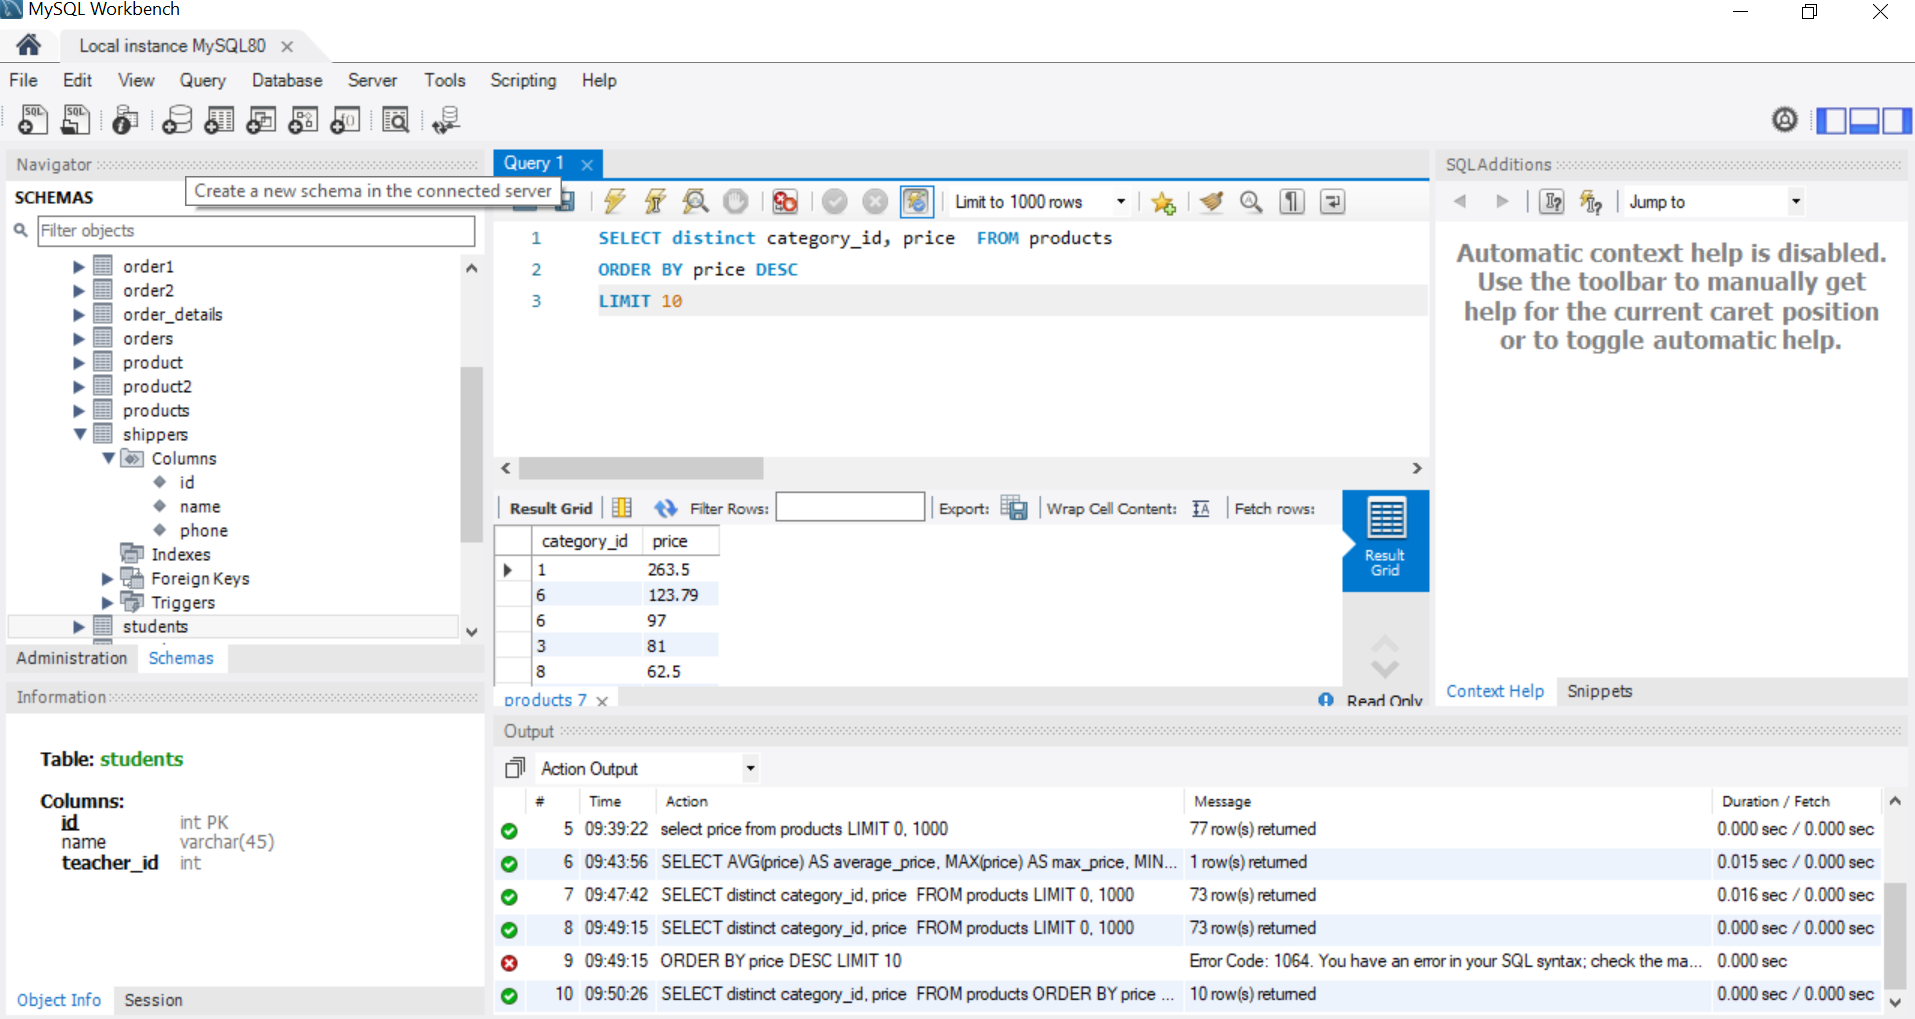 MySQL Workbench
Local instance MySQL80
File Edit View Query Database Server Tools Scripting Help
Navigator
SCHEMAS
Create a new schema in the connected server
Filter objects
order1
order2
order_details
orders
product
product2
products
shippers
Columns
id
name
phone
Indexes
Foreign Keys
Triggers
students
Administration Schemas
Information
Table: students
Columns:
id int PK
name varchar(45)
teacher_id int
Object Info Session
Query 1
Limit to 1000 rows
1 SELECT distinct category_id, price  FROM products
2 ORDER BY price DESC
3 LIMIT 10
Result Grid Filter Rows: Export: Wrap Cell Content: Fetch rows:
category_id price
1 263.5
6 123.79
6 97
3 81
8 62.5
Result
Grid
products 7 Read Only
SQLAdditions
Jump to
Automatic context help is disabled.
Use the toolbar to manually get
help for the current caret position
or to toggle automatic help.
Context Help Snippets
Output
Action Output
# Time Action Message Duration / Fetch
5 09:39:22 select price from products LIMIT 0, 1000 77 row(s) returned 0.000 sec / 0.000 sec
6 09:43:56 SELECT AVG(price) AS average_price, MAX(price) AS max_price, MIN... 1 row(s) returned 0.015 sec / 0.000 sec
7 09:47:42 SELECT distinct category_id, price  FROM products LIMIT 0, 1000 73 row(s) returned 0.016 sec / 0.000 sec
8 09:49:15 SELECT distinct category_id, price  FROM products LIMIT 0, 1000 73 row(s) returned 0.000 sec / 0.000 sec
9 09:49:15 ORDER BY price DESC LIMIT 10 Error Code: 1064. You have an error in your SQL syntax; check the ma... 0.000 sec
10 09:50:26 SELECT distinct category_id, price  FROM products ORDER BY price ... 10 row(s) returned 0.000 sec / 0.000 sec